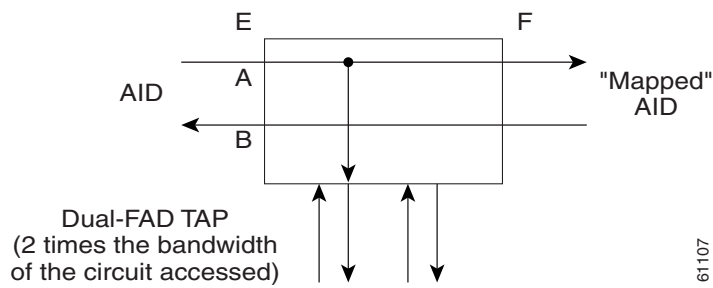 E
F
A
AID
"Mapped"
AID
B
Dual-FAD TAP
(2 times the bandwidth
of the circuit accessed)
61107